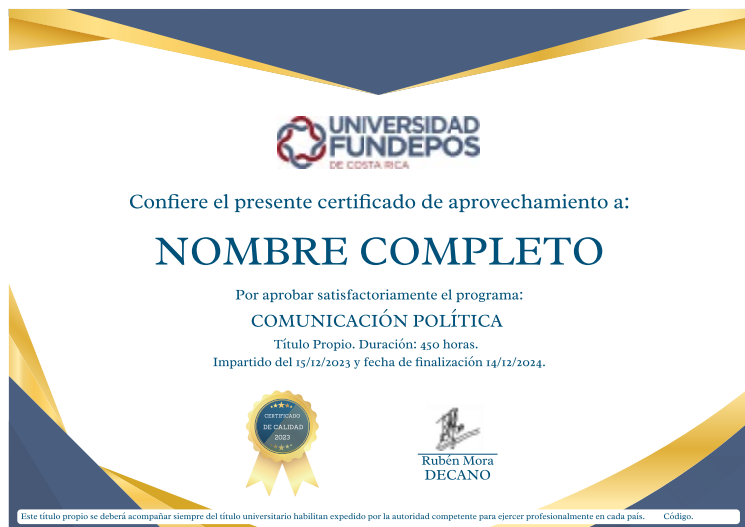 UNIVERSIDAD
FUNDEPOS
DE COSTA RICA
Confiere el presente certificado de aprovechamiento a:
NOMBRE COMPLETO
Por aprobar satisfactoriamente el programa:
COMUNICACIÓN POLÍTICA
Título Propio. Duración: 450 horas.
Impartido del 15/12/2023 y fecha de finalización 14/12/2024.
CERTIFICADO
DE CALIDAD
2023
Rubén Mora
DECANO
Este título propio se deberá acompañar siempre del título universitario habilitan expedido por la autoridad competente para ejercer profesionalmente en cada país. Código.